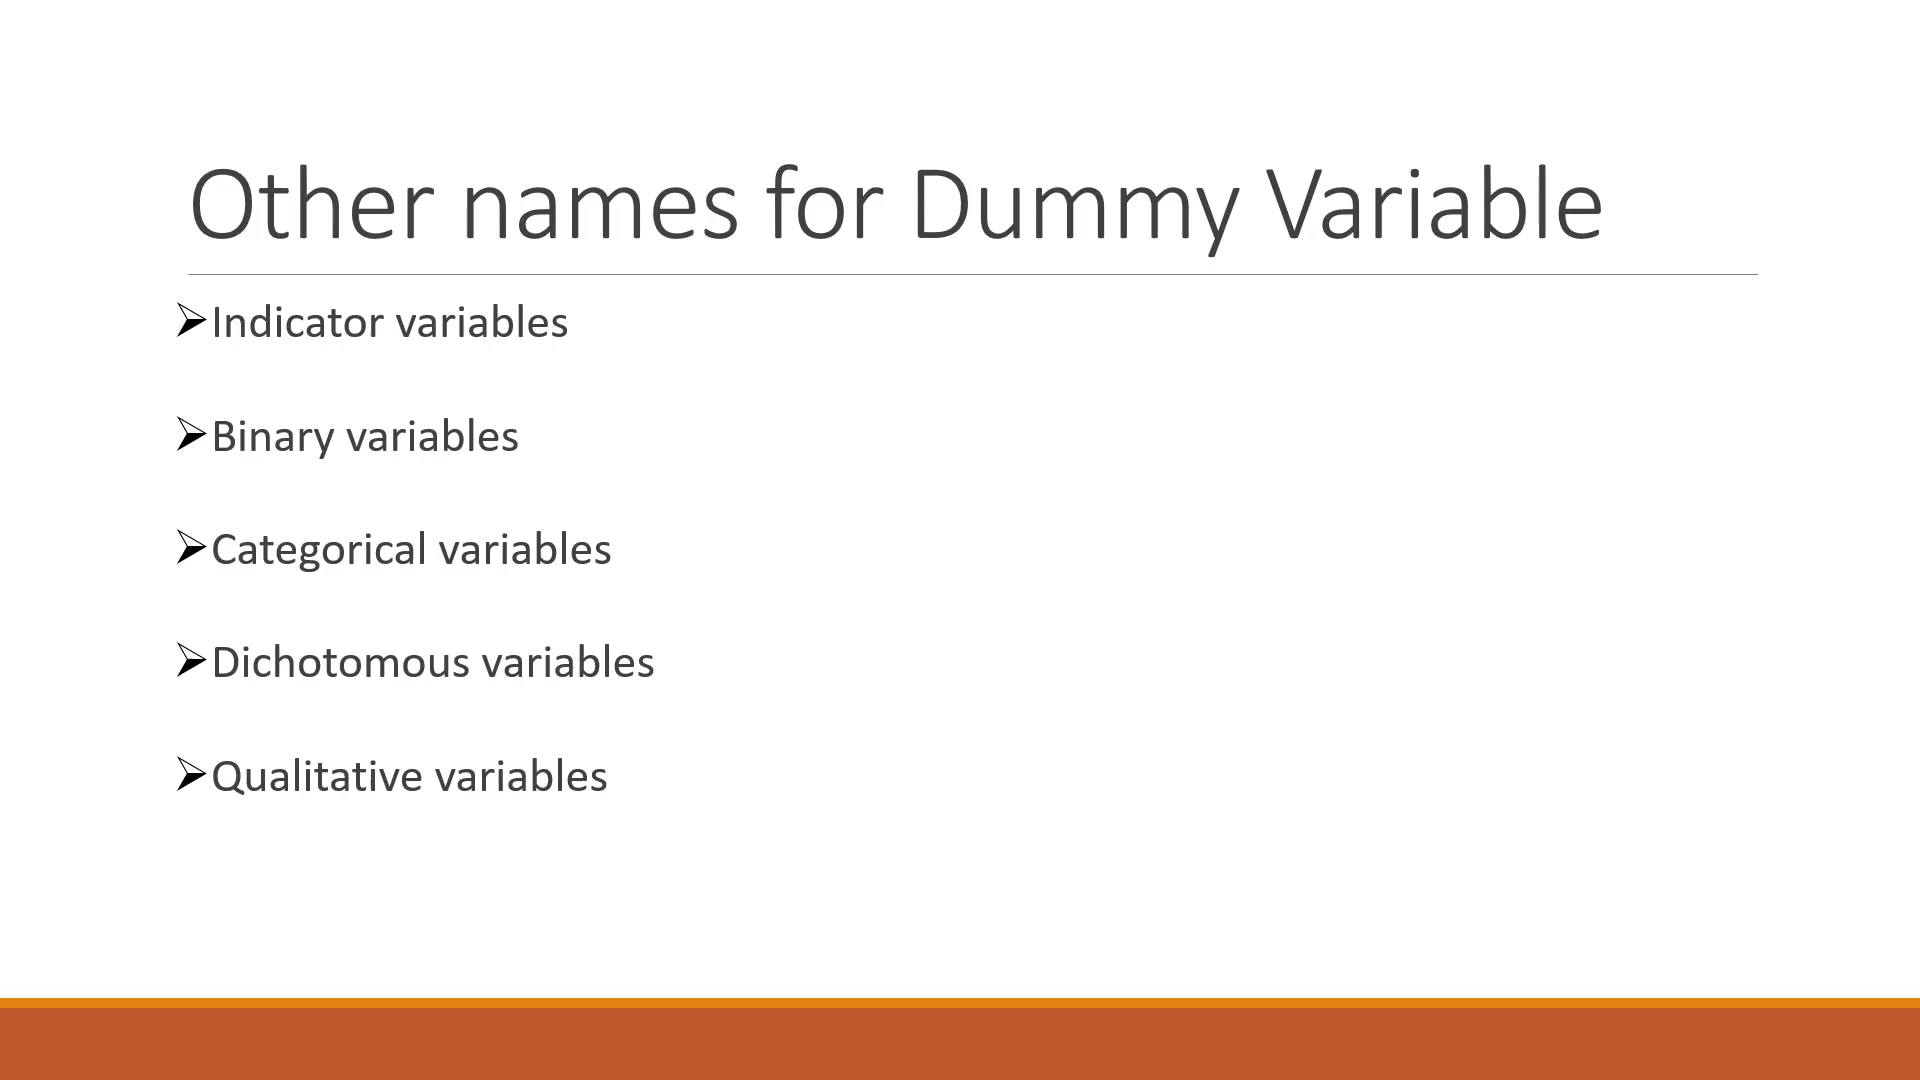 Other names for Dummy Variable
➢Indicator variables
➢Binary variables
➢Categorical variables
➢Dichotomous variables
➢Qualitative variables